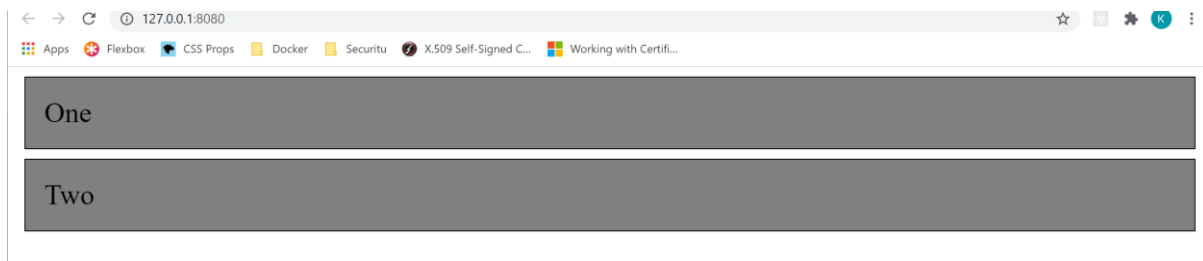 127.0.0.1:8080
K
Apps Flexbox CSS Props Docker Securitu X.509 Self-Signed C... Working with Certifi...
One
Two